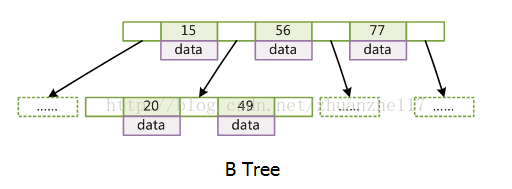 15 56 77
data data data
...... 20 49 ...... ......
http://blog.csdn.net/zhuanzhe117
data data
B Tree